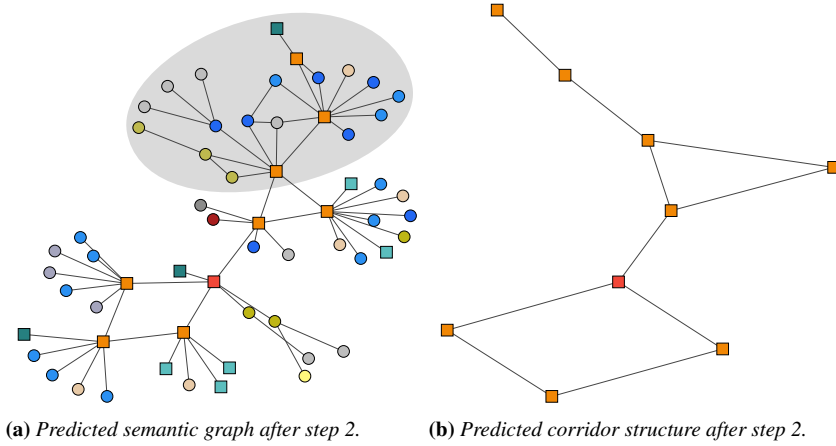 (a) Predicted semantic graph after step 2.
(b) Predicted corridor structure after step 2.